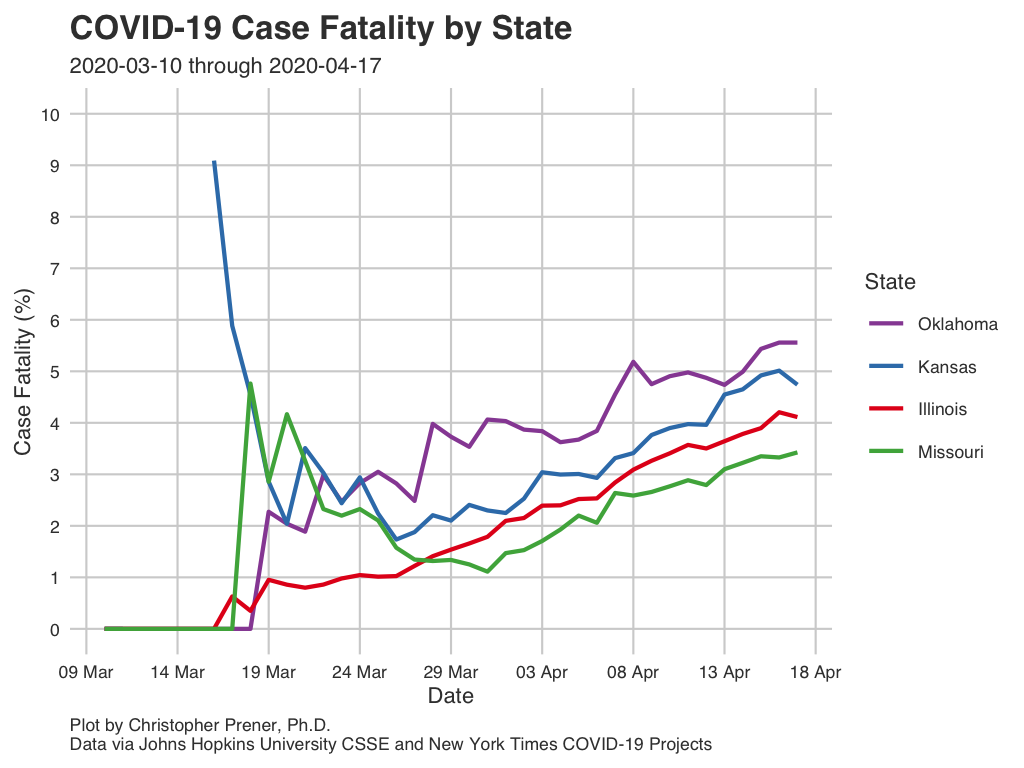 COVID-19 Case Fatality by State
2020-03-10 through 2020-04-17
10
9
8
7
6
5
4
3
2
1
0
Case Fatality (%)
09 Mar
14 Mar
19 Mar
24 Mar
29 Mar
03 Apr
08 Apr
13 Apr
18 Apr
Date
State
Oklahoma
Kansas
Illinois
Missouri
Plot by Christopher Prener, Ph.D.
Data via Johns Hopkins University CSSE and New York Times COVID-19 Projects